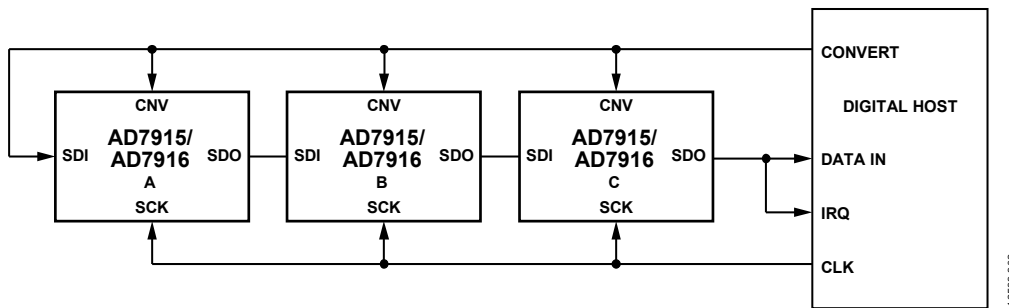 CONVERT
CNV CNV CNV
DIGITAL HOST
AD7915/ AD7915/ AD7915/
SDI AD7916 SDO SDI AD7916 SDO SDI AD7916 SDO DATA IN
A B C
SCK SCK SCK IRQ
CLK